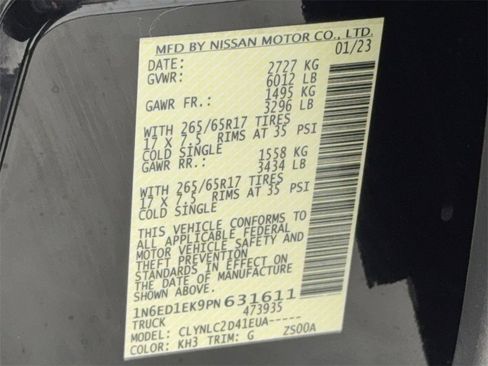 MFD BY NISSAN MOTOR CO., LTD.
DATE: 01/23
GVWR: 2727 KG
6012 LB
GAWR FR.: 1495 KG
3296 LB
WITH 265/65R17 TIRES
17 X 7.5 RIMS AT 35 PSI
COLD SINGLE
GAWR RR.: 1558 KG
3434 LB
WITH 265/65R17 TIRES
17 X 7.5 RIMS AT 35 PSI
COLD SINGLE
THIS VEHICLE CONFORMS TO
ALL APPLICABLE FEDERAL
MOTOR VEHICLE SAFETY AND
THEFT PREVENTION
STANDARDS IN EFFECT ON
THE DATE OF MANUFACTURE
SHOWN ABOVE.
1N6ED1EK9PN631611
TRUCK 473935
MODEL: CLYNLC2D41EUA-----
COLOR: KH3 TRIM: G ZS00A